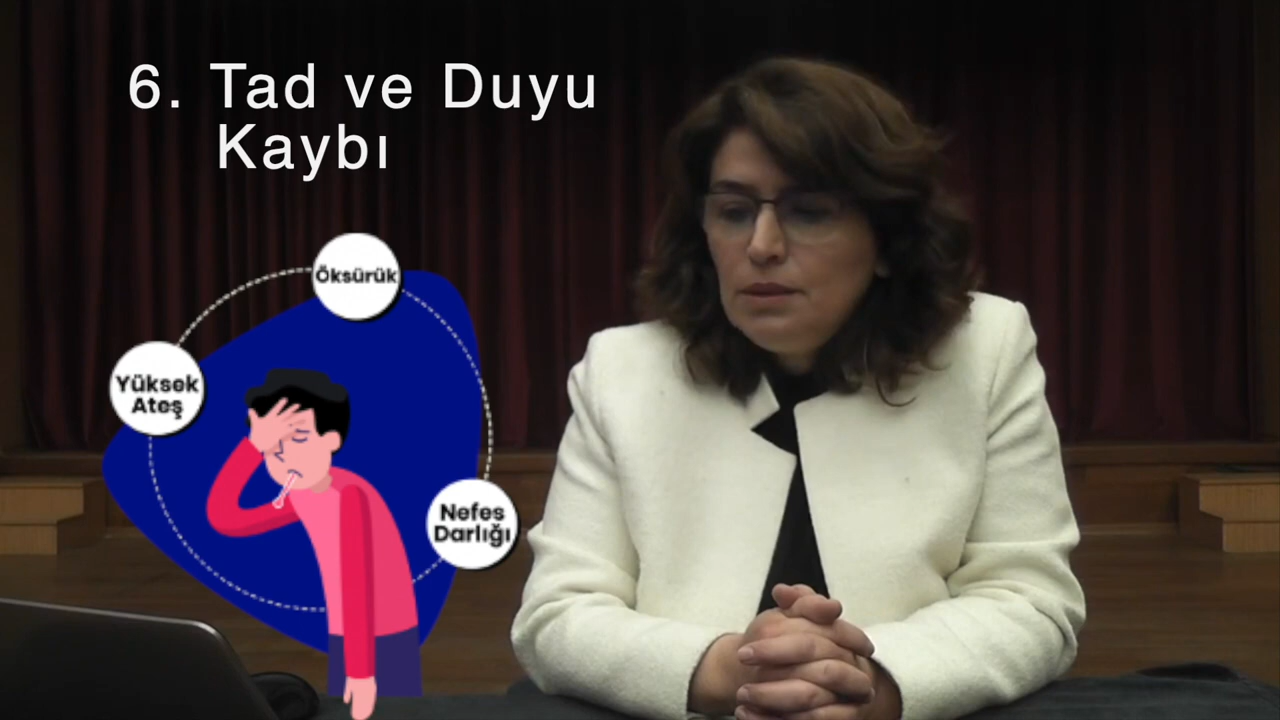 6. Tad ve Duyu
Kaybı
Öksürük
Yüksek
Ateş
Nefes
Darlığı